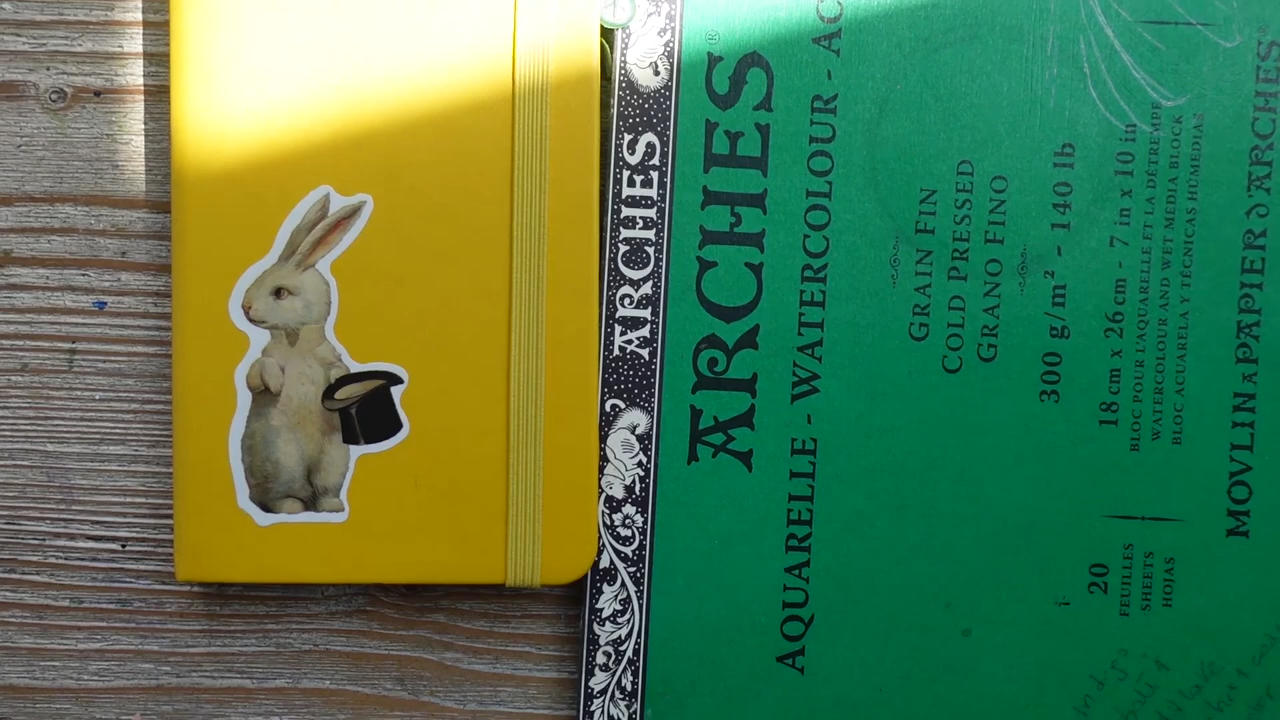 ARCHES
ARCHES®
AQUARELLE - WATERCOLOUR - AC
GRAIN FIN
COLD PRESSED
GRANO FINO
300 g/m² - 140 lb
18 cm x 26 cm - 7 in x 10 in
BLOC POUR L'AQUARELLE ET LA DÉTREMPE
WATERCOLOUR AND WET MEDIA BLOCK
BLOC ACUARELA Y TÉCNICAS HÚMEDAS
20
FEUILLES
SHEETS
HOJAS
MOVLIN A PAPIER D'ARCHES®